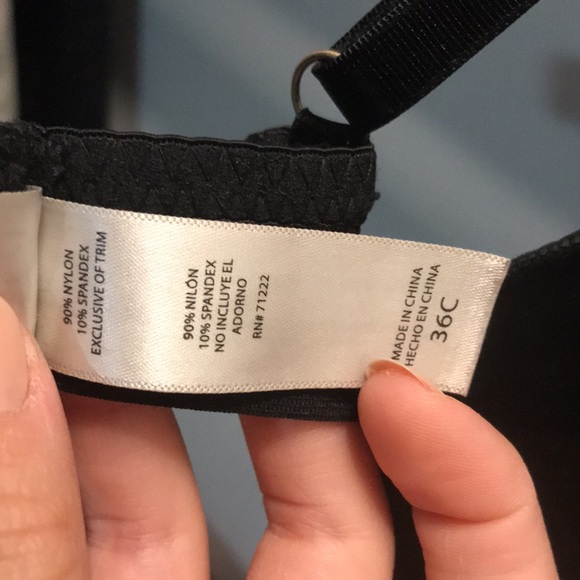 90% NYLON
10% SPANDEX
EXCLUSIVE OF TRIM
90% NILÓN
10% SPANDEX
NO INCLUYE EL
ADORNO
RN# 71222
MADE IN CHINA
HECHO EN CHINA
36C